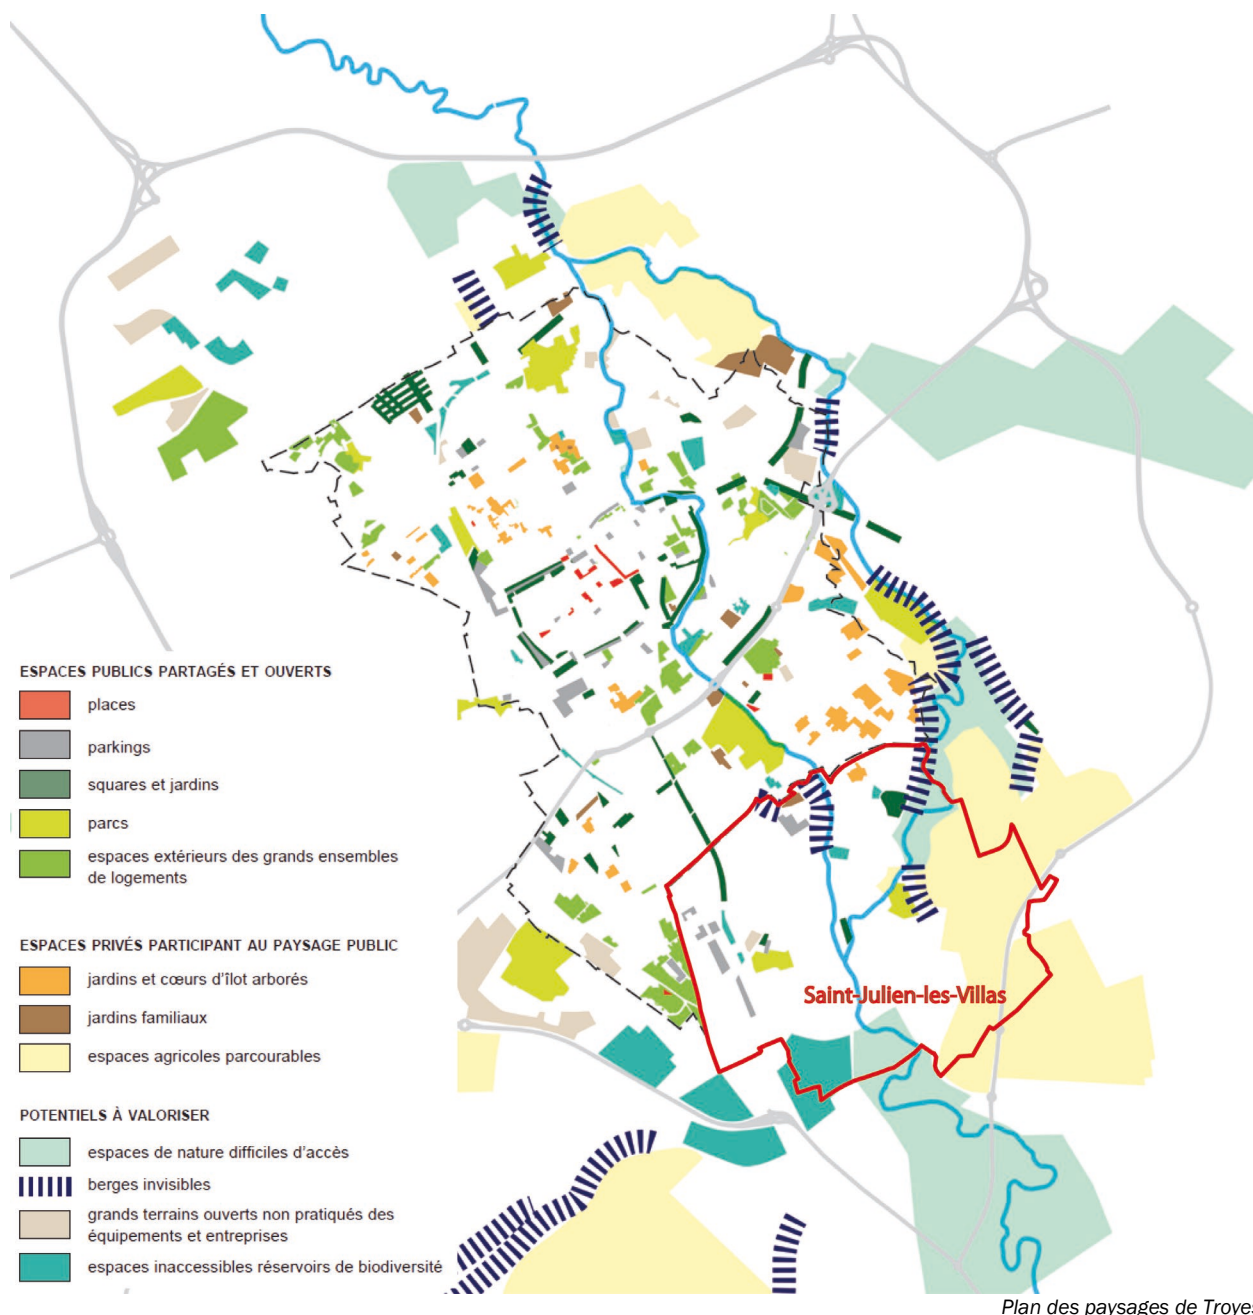 ESPACES PUBLICS PARTAGÉS ET OUVERTS
places
parkings
squares et jardins
parcs
espaces extérieurs des grands ensembles
de logements
ESPACES PRIVÉS PARTICIPANT AU PAYSAGE PUBLIC
jardins et cœurs d'îlot arborés
jardins familiaux
espaces agricoles parcourables
POTENTIELS À VALORISER
espaces de nature difficiles d'accès
berges invisibles
grands terrains ouverts non pratiqués des
équipements et entreprises
espaces inaccessibles réservoirs de biodiversité
Saint-Julien-les-Villas
Plan des paysages de Troyes